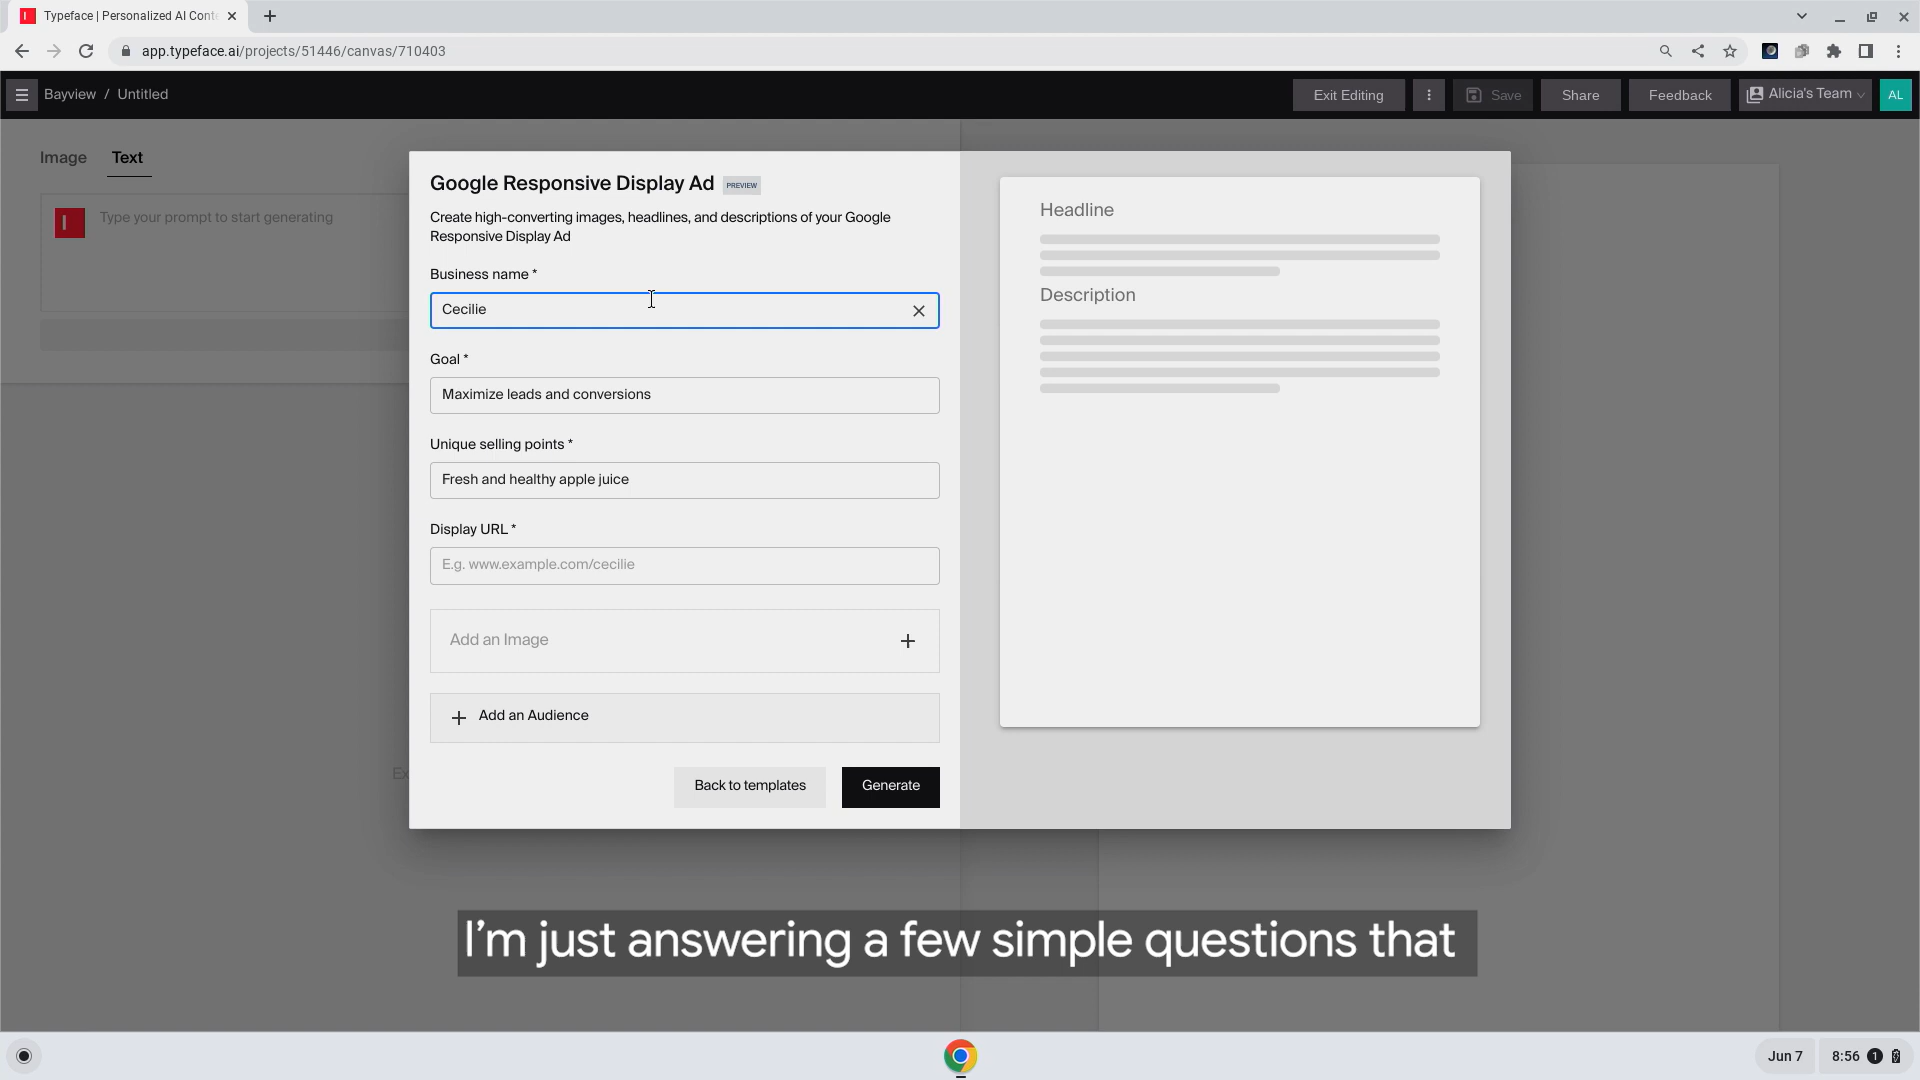 Typeface | Personalized AI Cont
app.typeface.ai/projects/51446/canvas/710403
Bayview / Untitled
Exit Editing
Save
Share
Feedback
Alicia's Team
AL
Image
Text
Type your prompt to start generating
Google Responsive Display Ad PREVIEW
Create high-converting images, headlines, and descriptions of your Google
Responsive Display Ad
Business name *
Cecilie
Goal *
Maximize leads and conversions
Unique selling points *
Fresh and healthy apple juice
Display URL *
E.g. www.example.com/cecilie
Add an Image
Add an Audience
Back to templates
Generate
Headline
Description
Ex
I'm just answering a few simple questions that
Jun 7
8:56
1